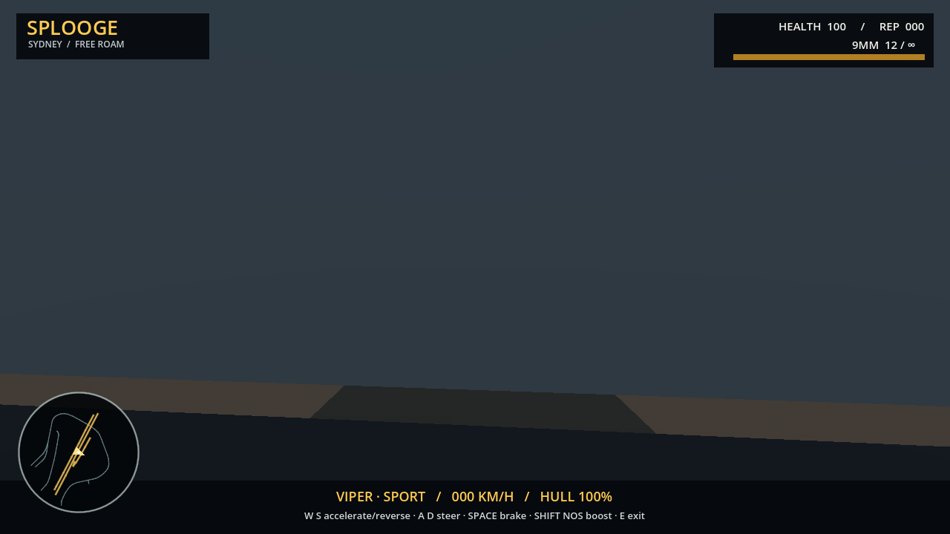 SPLOOGE
SYDNEY / FREE ROAM
HEALTH 100 / REP 000
9MM 12 / ∞
VIPER · SPORT / 000 KM/H / HULL 100%
W S accelerate/reverse · A D steer · SPACE brake · SHIFT NOS boost · E exit